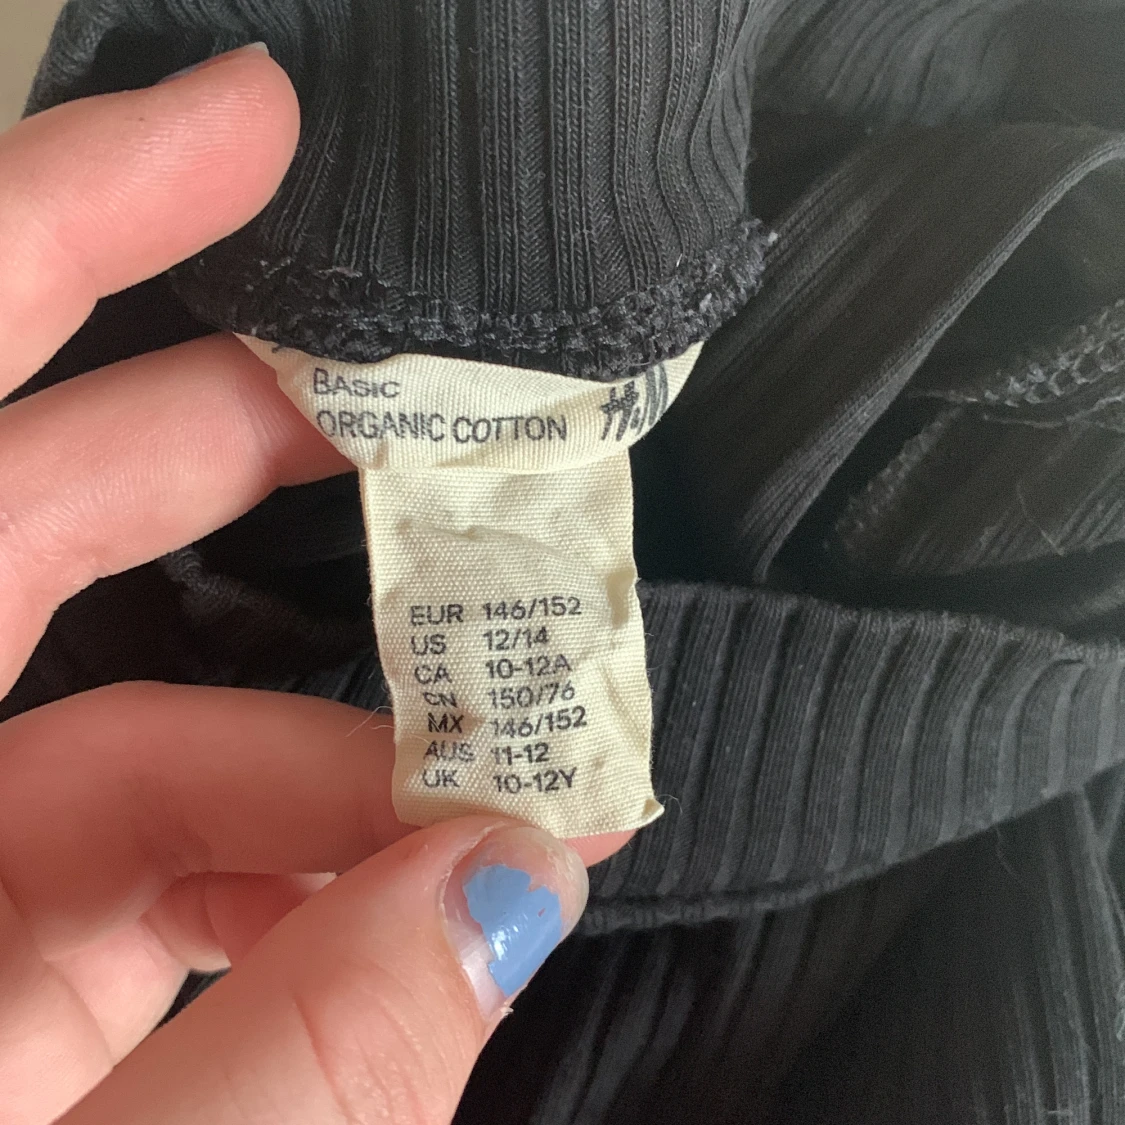 BASIC
ORGANIC COTTON H&M
EUR 146/152
US 12/14
CA 10-12A
CN 150/76
MX 146/152
AUS 11-12
UK 10-12Y